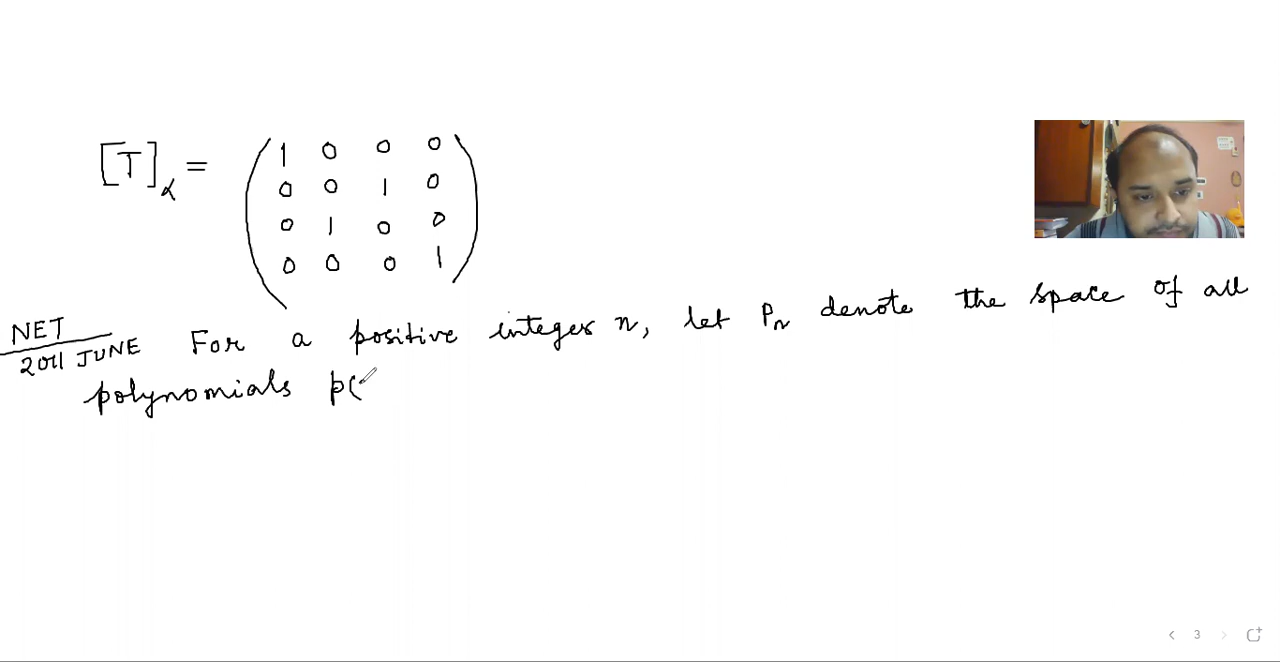 [T]α = ( 1 0 0 0
0 0 1 0
0 1 0 0
0 0 0 1 )
NET
2011 JUNE For a positive integer n, let Pn denote the space of all
polynomials p(
3